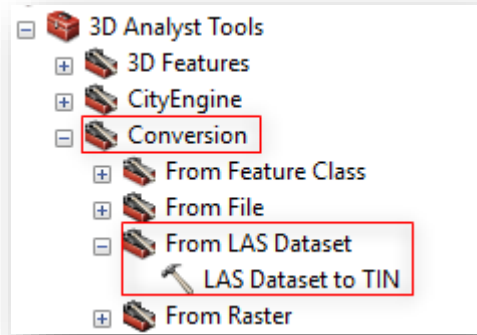 3D Analyst Tools
3D Features
CityEngine
Conversion
From Feature Class
From File
From LAS Dataset
LAS Dataset to TIN
From Raster